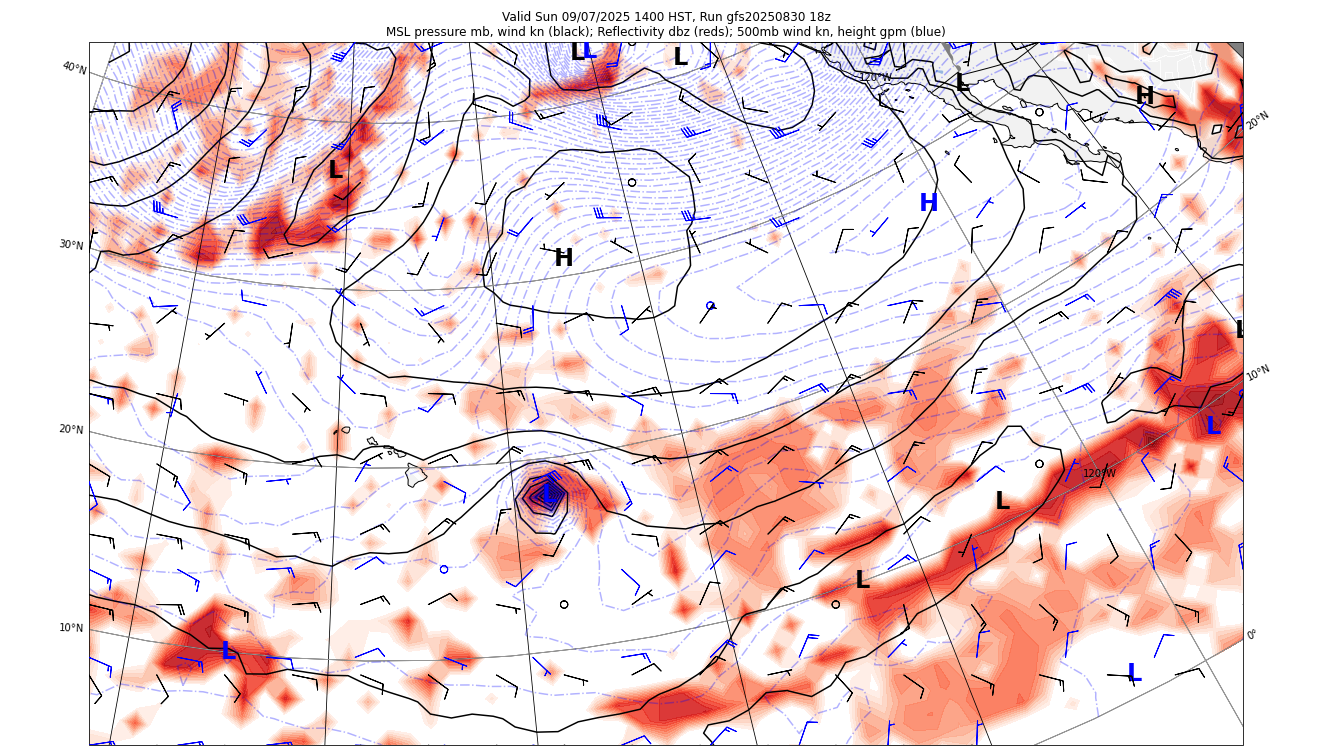 Valid Sun 09/07/2025 1400 HST, Run gfs20250830 18z
MSL pressure mb, wind kn (black); Reflectivity dbz (reds); 500mb wind kn, height gpm (blue)
L L L
40°N
120°W
L
H
20°N
L
H
30°N
H
L
10°N
20°N
L
120°W
L
L
L
10°N
0°
L
L